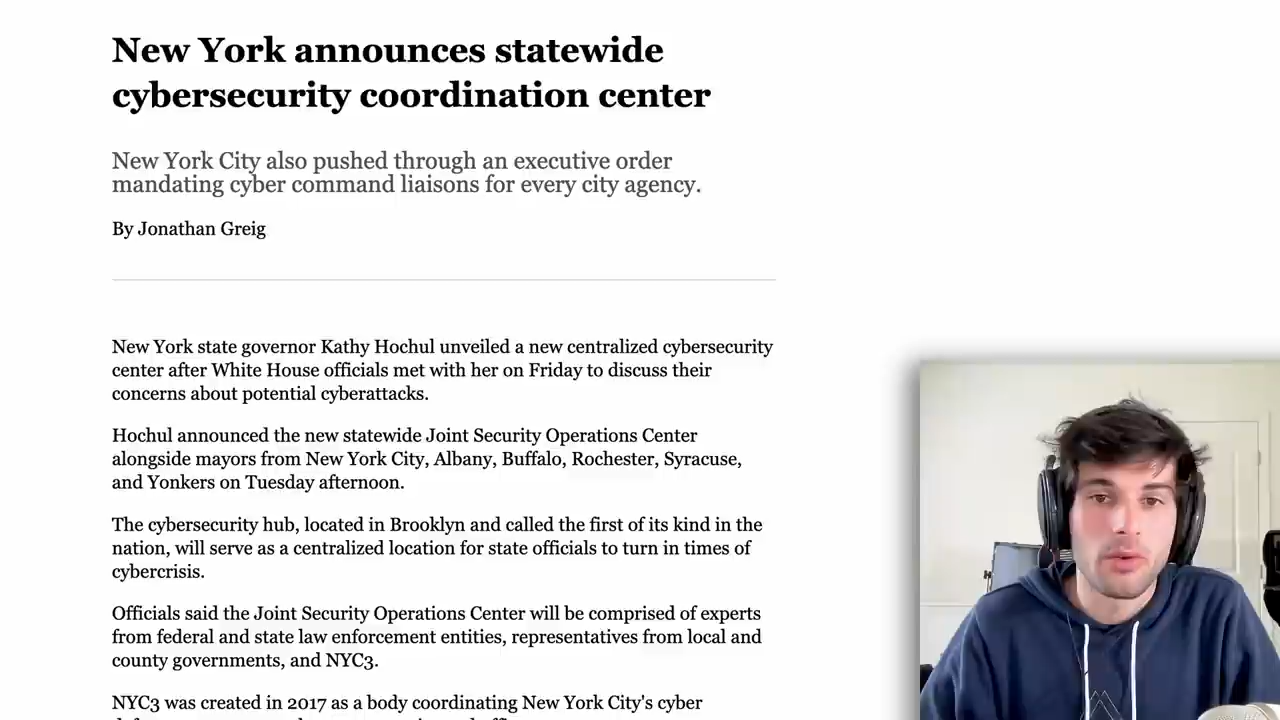 New York announces statewide
cybersecurity coordination center
New York City also pushed through an executive order
mandating cyber command liaisons for every city agency.
By Jonathan Greig
New York state governor Kathy Hochul unveiled a new centralized cybersecurity
center after White House officials met with her on Friday to discuss their
concerns about potential cyberattacks.
Hochul announced the new statewide Joint Security Operations Center
alongside mayors from New York City, Albany, Buffalo, Rochester, Syracuse,
and Yonkers on Tuesday afternoon.
The cybersecurity hub, located in Brooklyn and called the first of its kind in the
nation, will serve as a centralized location for state officials to turn in times of
cybercrisis.
Officials said the Joint Security Operations Center will be comprised of experts
from federal and state law enforcement entities, representatives from local and
county governments, and NYC3.
NYC3 was created in 2017 as a body coordinating New York City's cyber